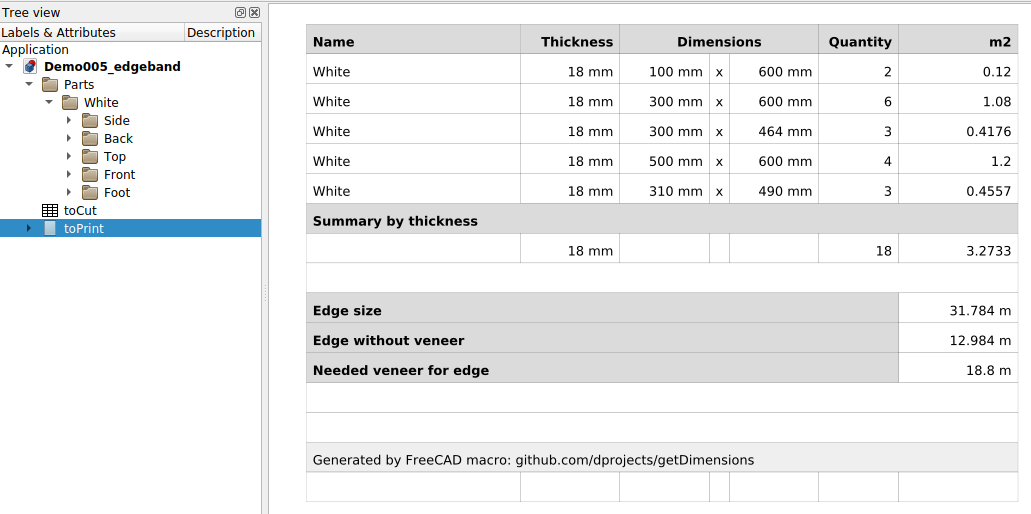 Tree view
Labels & Attributes Description
Application
Demo005_edgeband
Parts
White
Side
Back
Top
Front
Foot
toCut
toPrint
Name Thickness Dimensions Quantity m2
White 18 mm 100 mm x 600 mm 2 0.12
White 18 mm 300 mm x 600 mm 6 1.08
White 18 mm 300 mm x 464 mm 3 0.4176
White 18 mm 500 mm x 600 mm 4 1.2
White 18 mm 310 mm x 490 mm 3 0.4557
Summary by thickness
18 mm 18 3.2733
Edge size 31.784 m
Edge without veneer 12.984 m
Needed veneer for edge 18.8 m
Generated by FreeCAD macro: github.com/dprojects/getDimensions